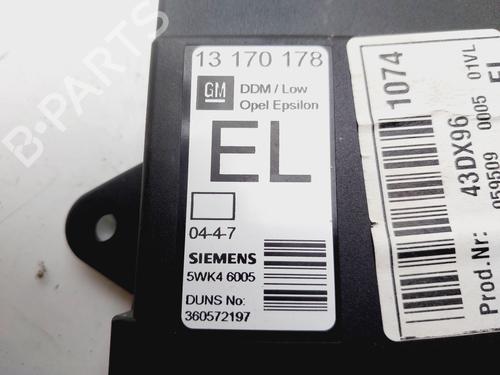 13 170 178
GM
DDM / Low
Opel Epsilon
EL
04-4-7
SIEMENS
5WK4 6005
DUNS No:
360572197
1074
43DX96
Prod.Nr:
0005 01VL
EL
B-PARTS